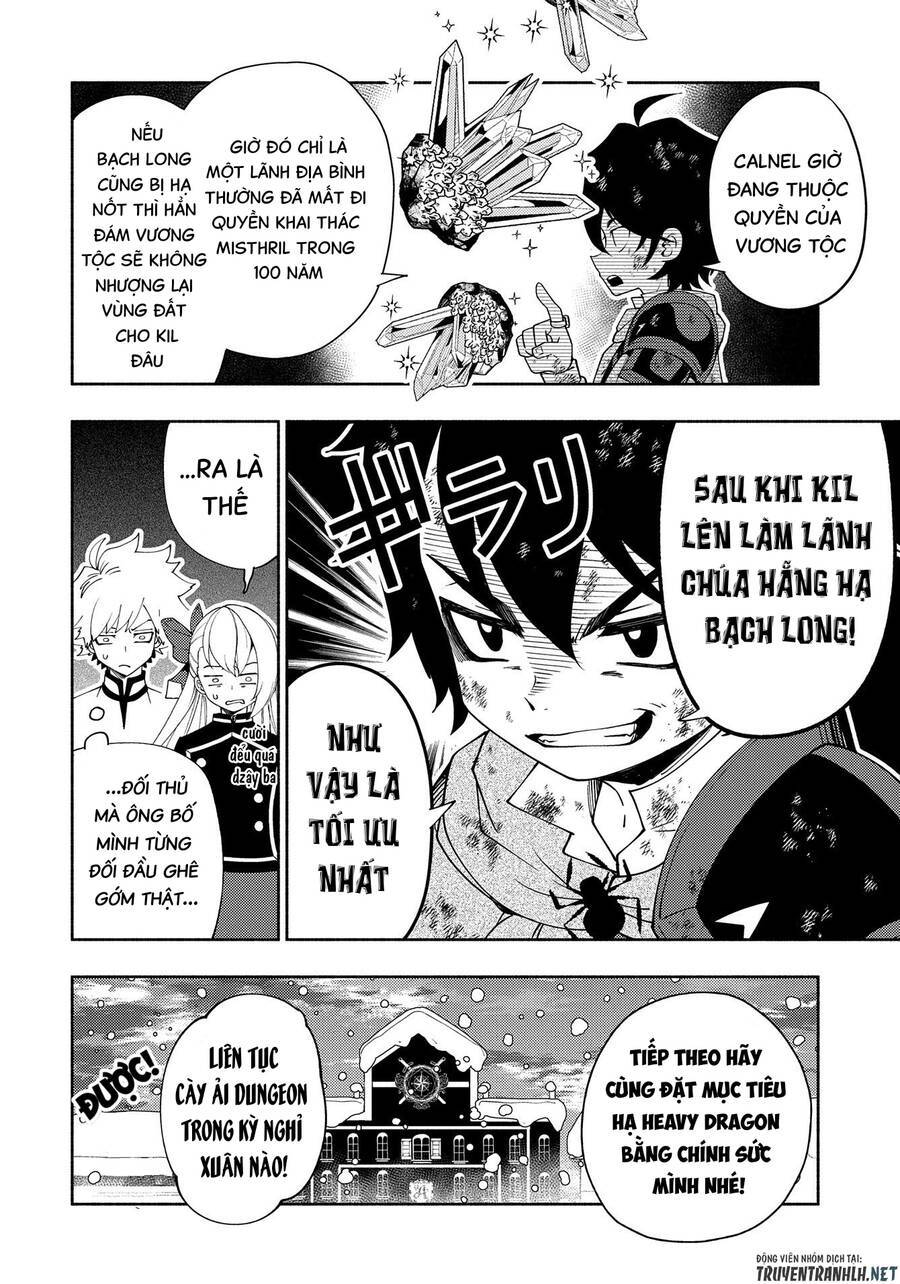 CALNEL GIỜ
ĐANG THUỘC
QUYỀN CỦA
VƯƠNG TỘC
GIỜ ĐÓ CHỈ LÀ
MỘT LÃNH ĐỊA BÌNH
THƯỜNG ĐÃ MẤT ĐI
QUYỀN KHAI THÁC
MISTHRIL TRONG
100 NĂM
NẾU
BẠCH LONG
CŨNG BỊ HẠ
NỐT THÌ HẲN
ĐÁM VƯƠNG
TỘC SẼ KHÔNG
NHƯỢNG LẠI
VÙNG ĐẤT
CHO KIL
ĐÂU
SAU KHI KIL
LÊN LÀM LÃNH
CHÚA HẴNG HẠ
BẠCH LONG!
ギラリ
NHƯ
VẬY LÀ
TỐI ƯU
NHẤT
...RA LÀ
THẾ
cười
đểu quá
dzậy ba
...ĐỐI THỦ
MÀ ÔNG BỐ
MÌNH TỪNG
ĐỐI ĐẦU GHÊ
GỚM THẬT...
TIẾP THEO HÃY
CÙNG ĐẶT MỤC TIÊU
HẠ HEAVY DRAGON
BẰNG CHÍNH SỨC
MÌNH NHÉ!
LIÊN TỤC
CÀY ẢI DUNGEON
TRONG KỲ NGHỈ
XUÂN NÀO!
ĐƯỢC!
ĐỘNG VIÊN NHÓM DỊCH TẠI:
TRUYENTRANHLH.NET